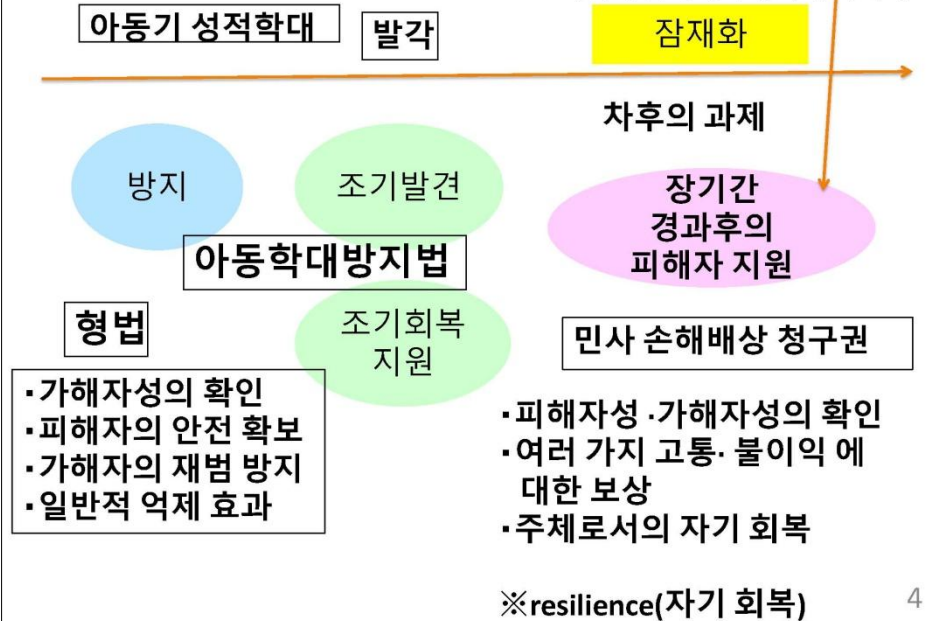 아동기 성적학대
발각
잠재화
차후의 과제
방지
조기발견
장기간
경과후의
피해자 지원
아동학대방지법
형법
조기회복
지원
민사 손해배상 청구권
▪가해자성의 확인
▪피해자의 안전 확보
▪가해자의 재범 방지
▪일반적 억제 효과
▪피해자성 ·가해자성의 확인
▪여러 가지 고통· 불이익 에
대한 보상
▪주체로서의 자기 회복
※resilience(자기 회복)
4